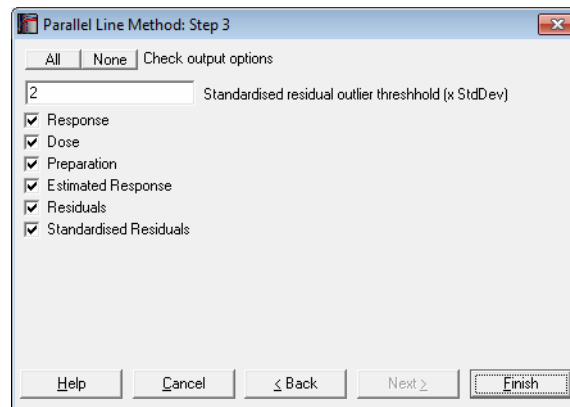 Parallel Line Method: Step 3
All None Check output options
2 Standardised residual outlier threshhold (x StdDev)
Response
Dose
Preparation
Estimated Response
Residuals
Standardised Residuals
Help Cancel < Back Next > Finish